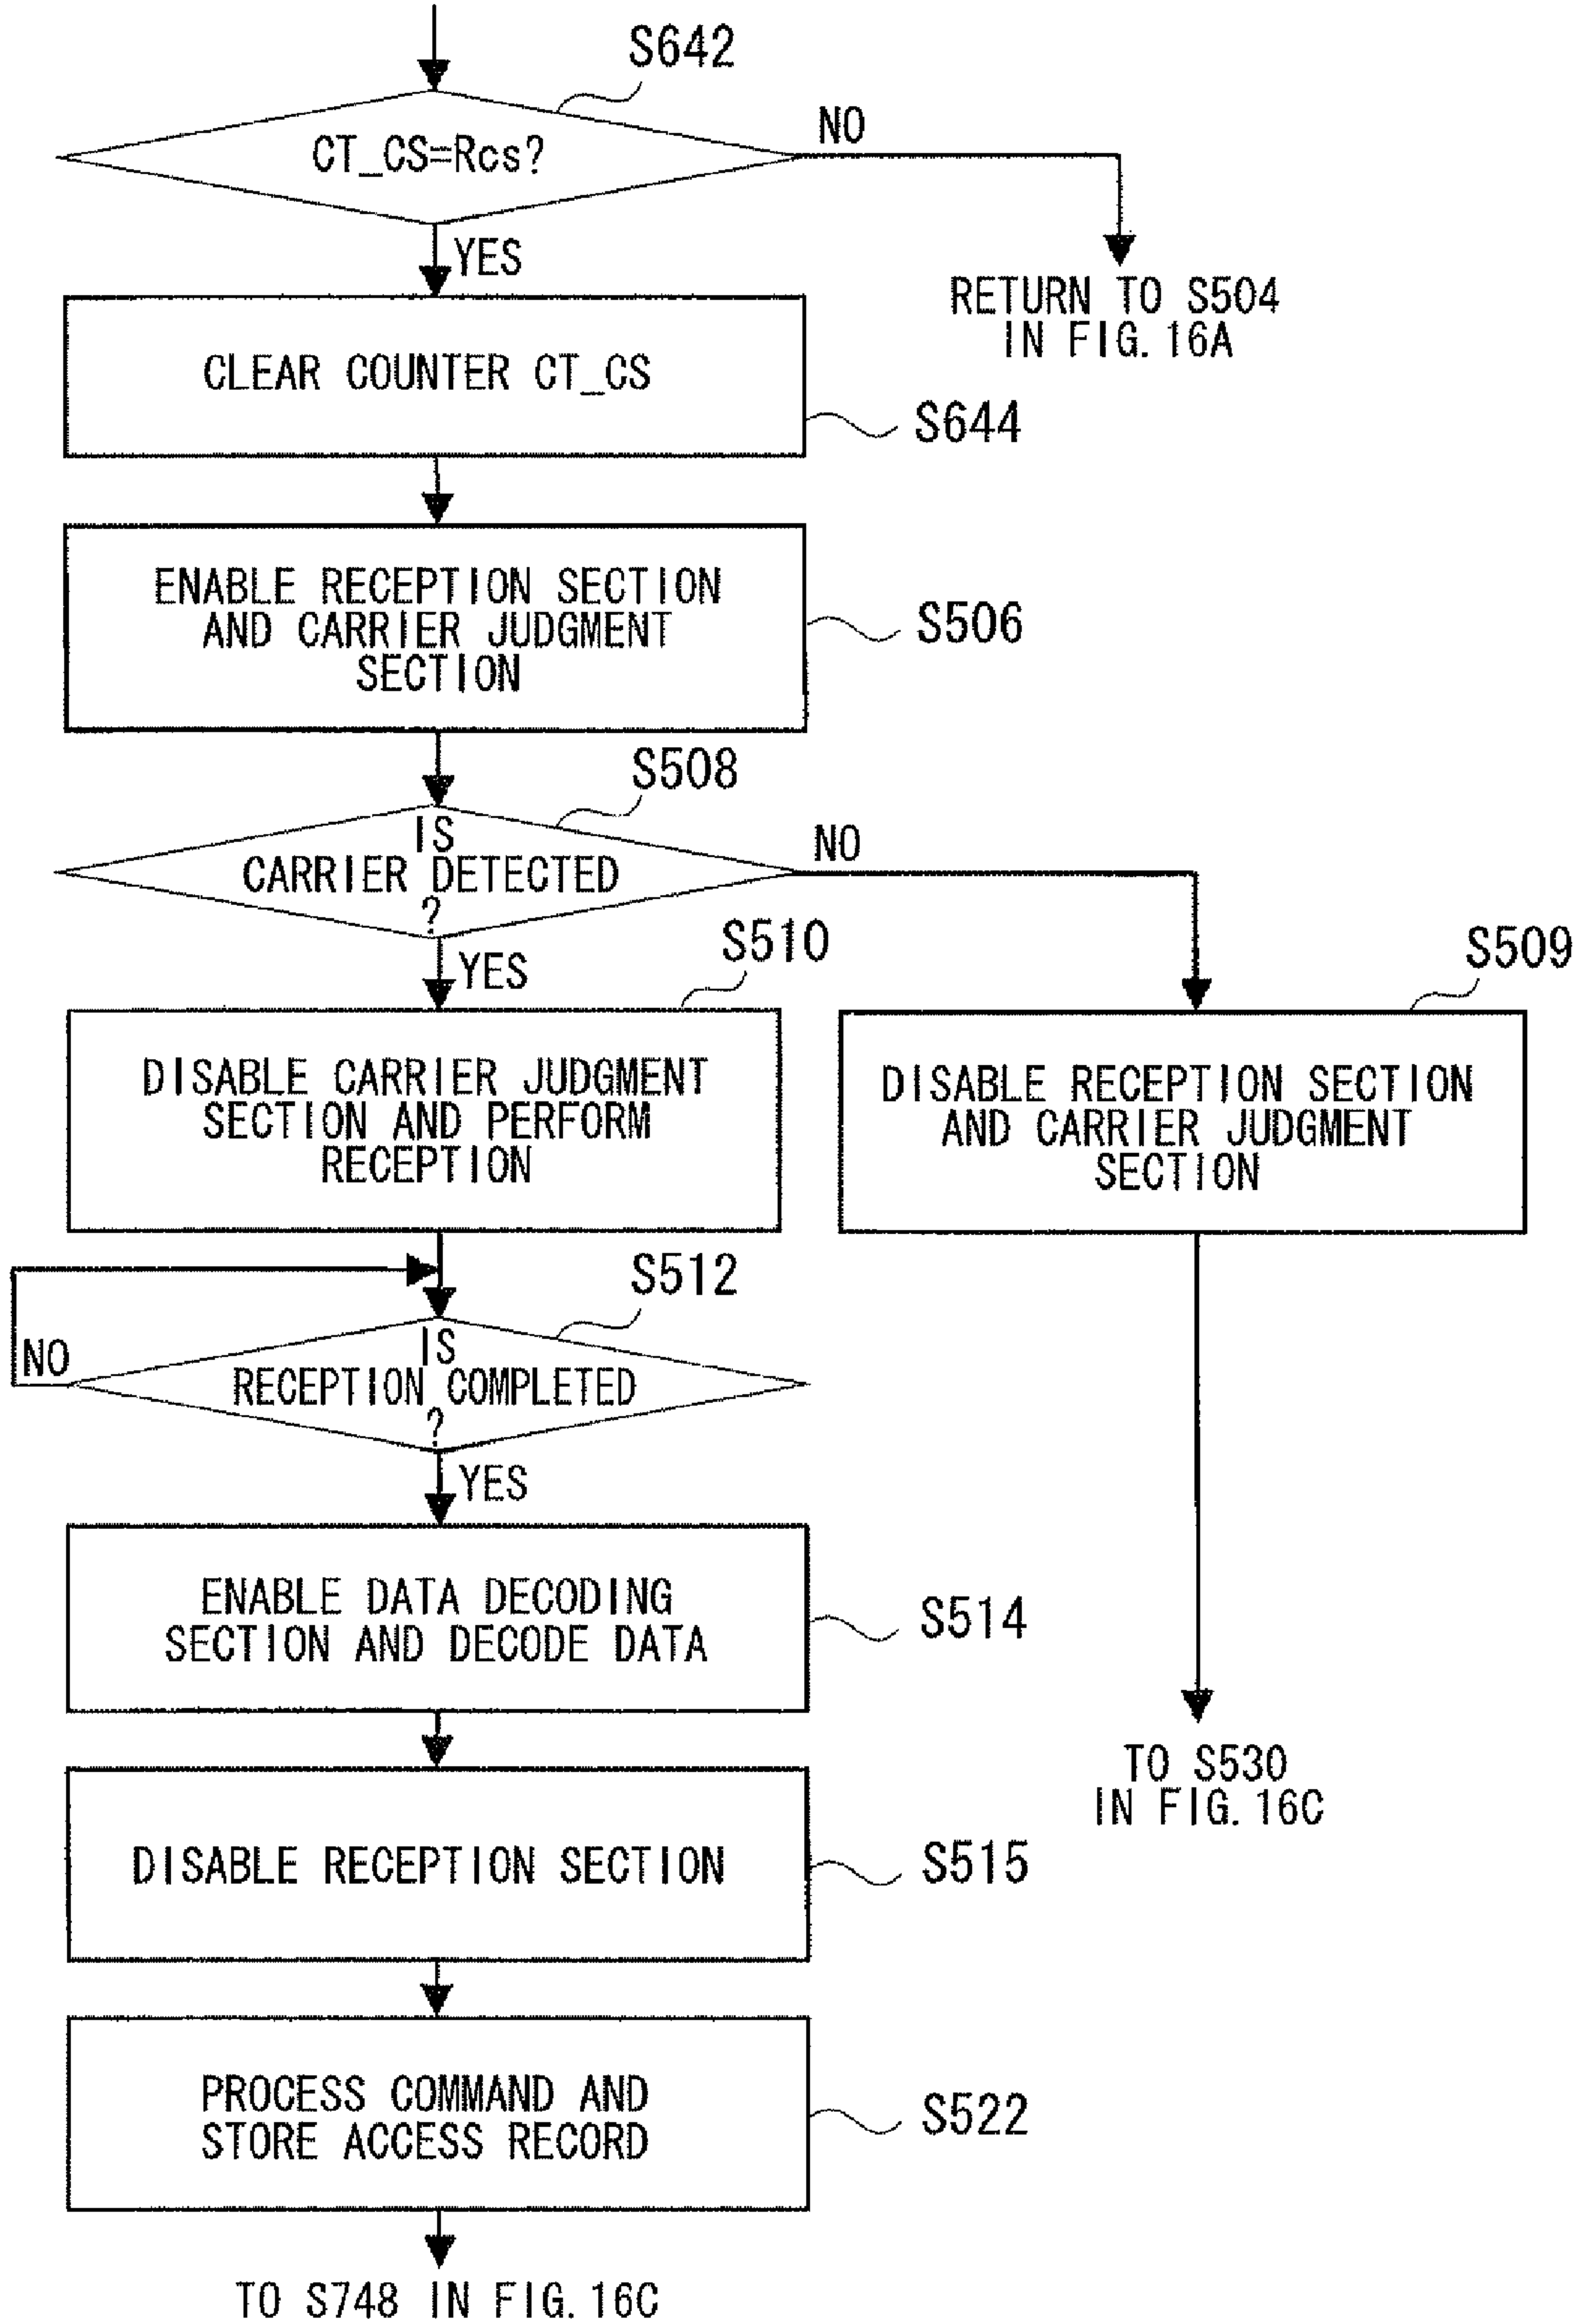 S642
CT_CS=Rcs?
NO
YES
RETURN TO S504
IN FIG.16A
CLEAR COUNTER CT_CS
S644
ENABLE RECEPTION SECTION
AND CARRIER JUDGMENT
SECTION
S506
S508
IS
CARRIER DETECTED
?
NO
YES
S510
S509
DISABLE CARRIER JUDGMENT
SECTION AND PERFORM
RECEPTION
DISABLE RECEPTION SECTION
AND CARRIER JUDGMENT
SECTION
S512
IS
RECEPTION COMPLETED
?
NO
YES
ENABLE DATA DECODING
SECTION AND DECODE DATA
S514
TO S530
IN FIG.16C
DISABLE RECEPTION SECTION
S515
PROCESS COMMAND AND
STORE ACCESS RECORD
S522
TO S748 IN FIG.16C